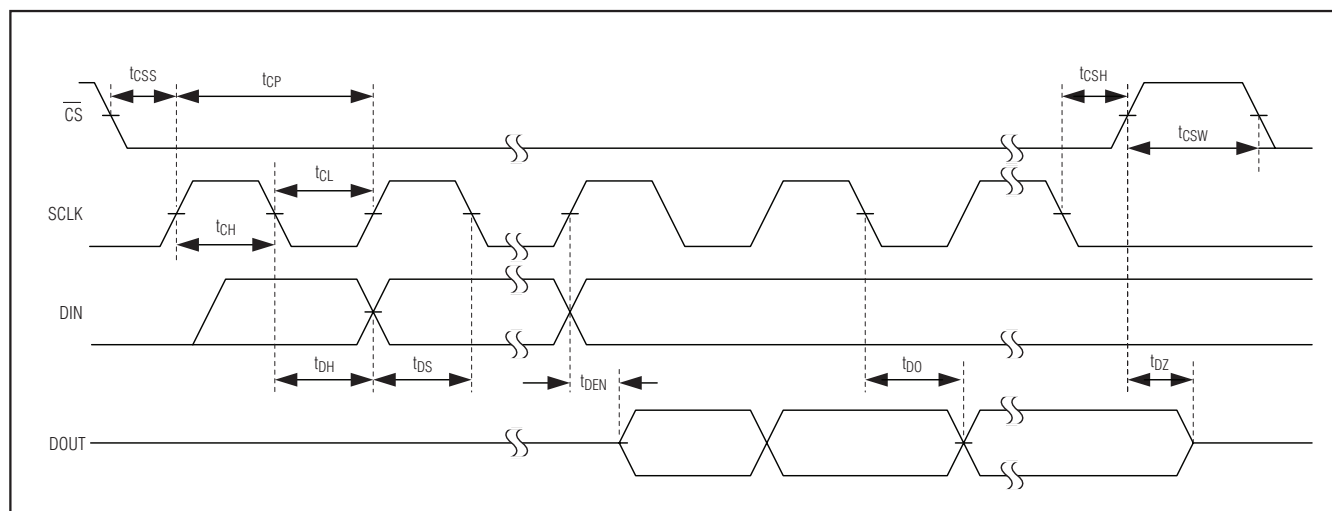 tCSS
tCP
tCSH
CS
tCSW
tCL
SCLK
tCH
DIN
tDH
tDS
tDEN
tDO
tDZ
DOUT